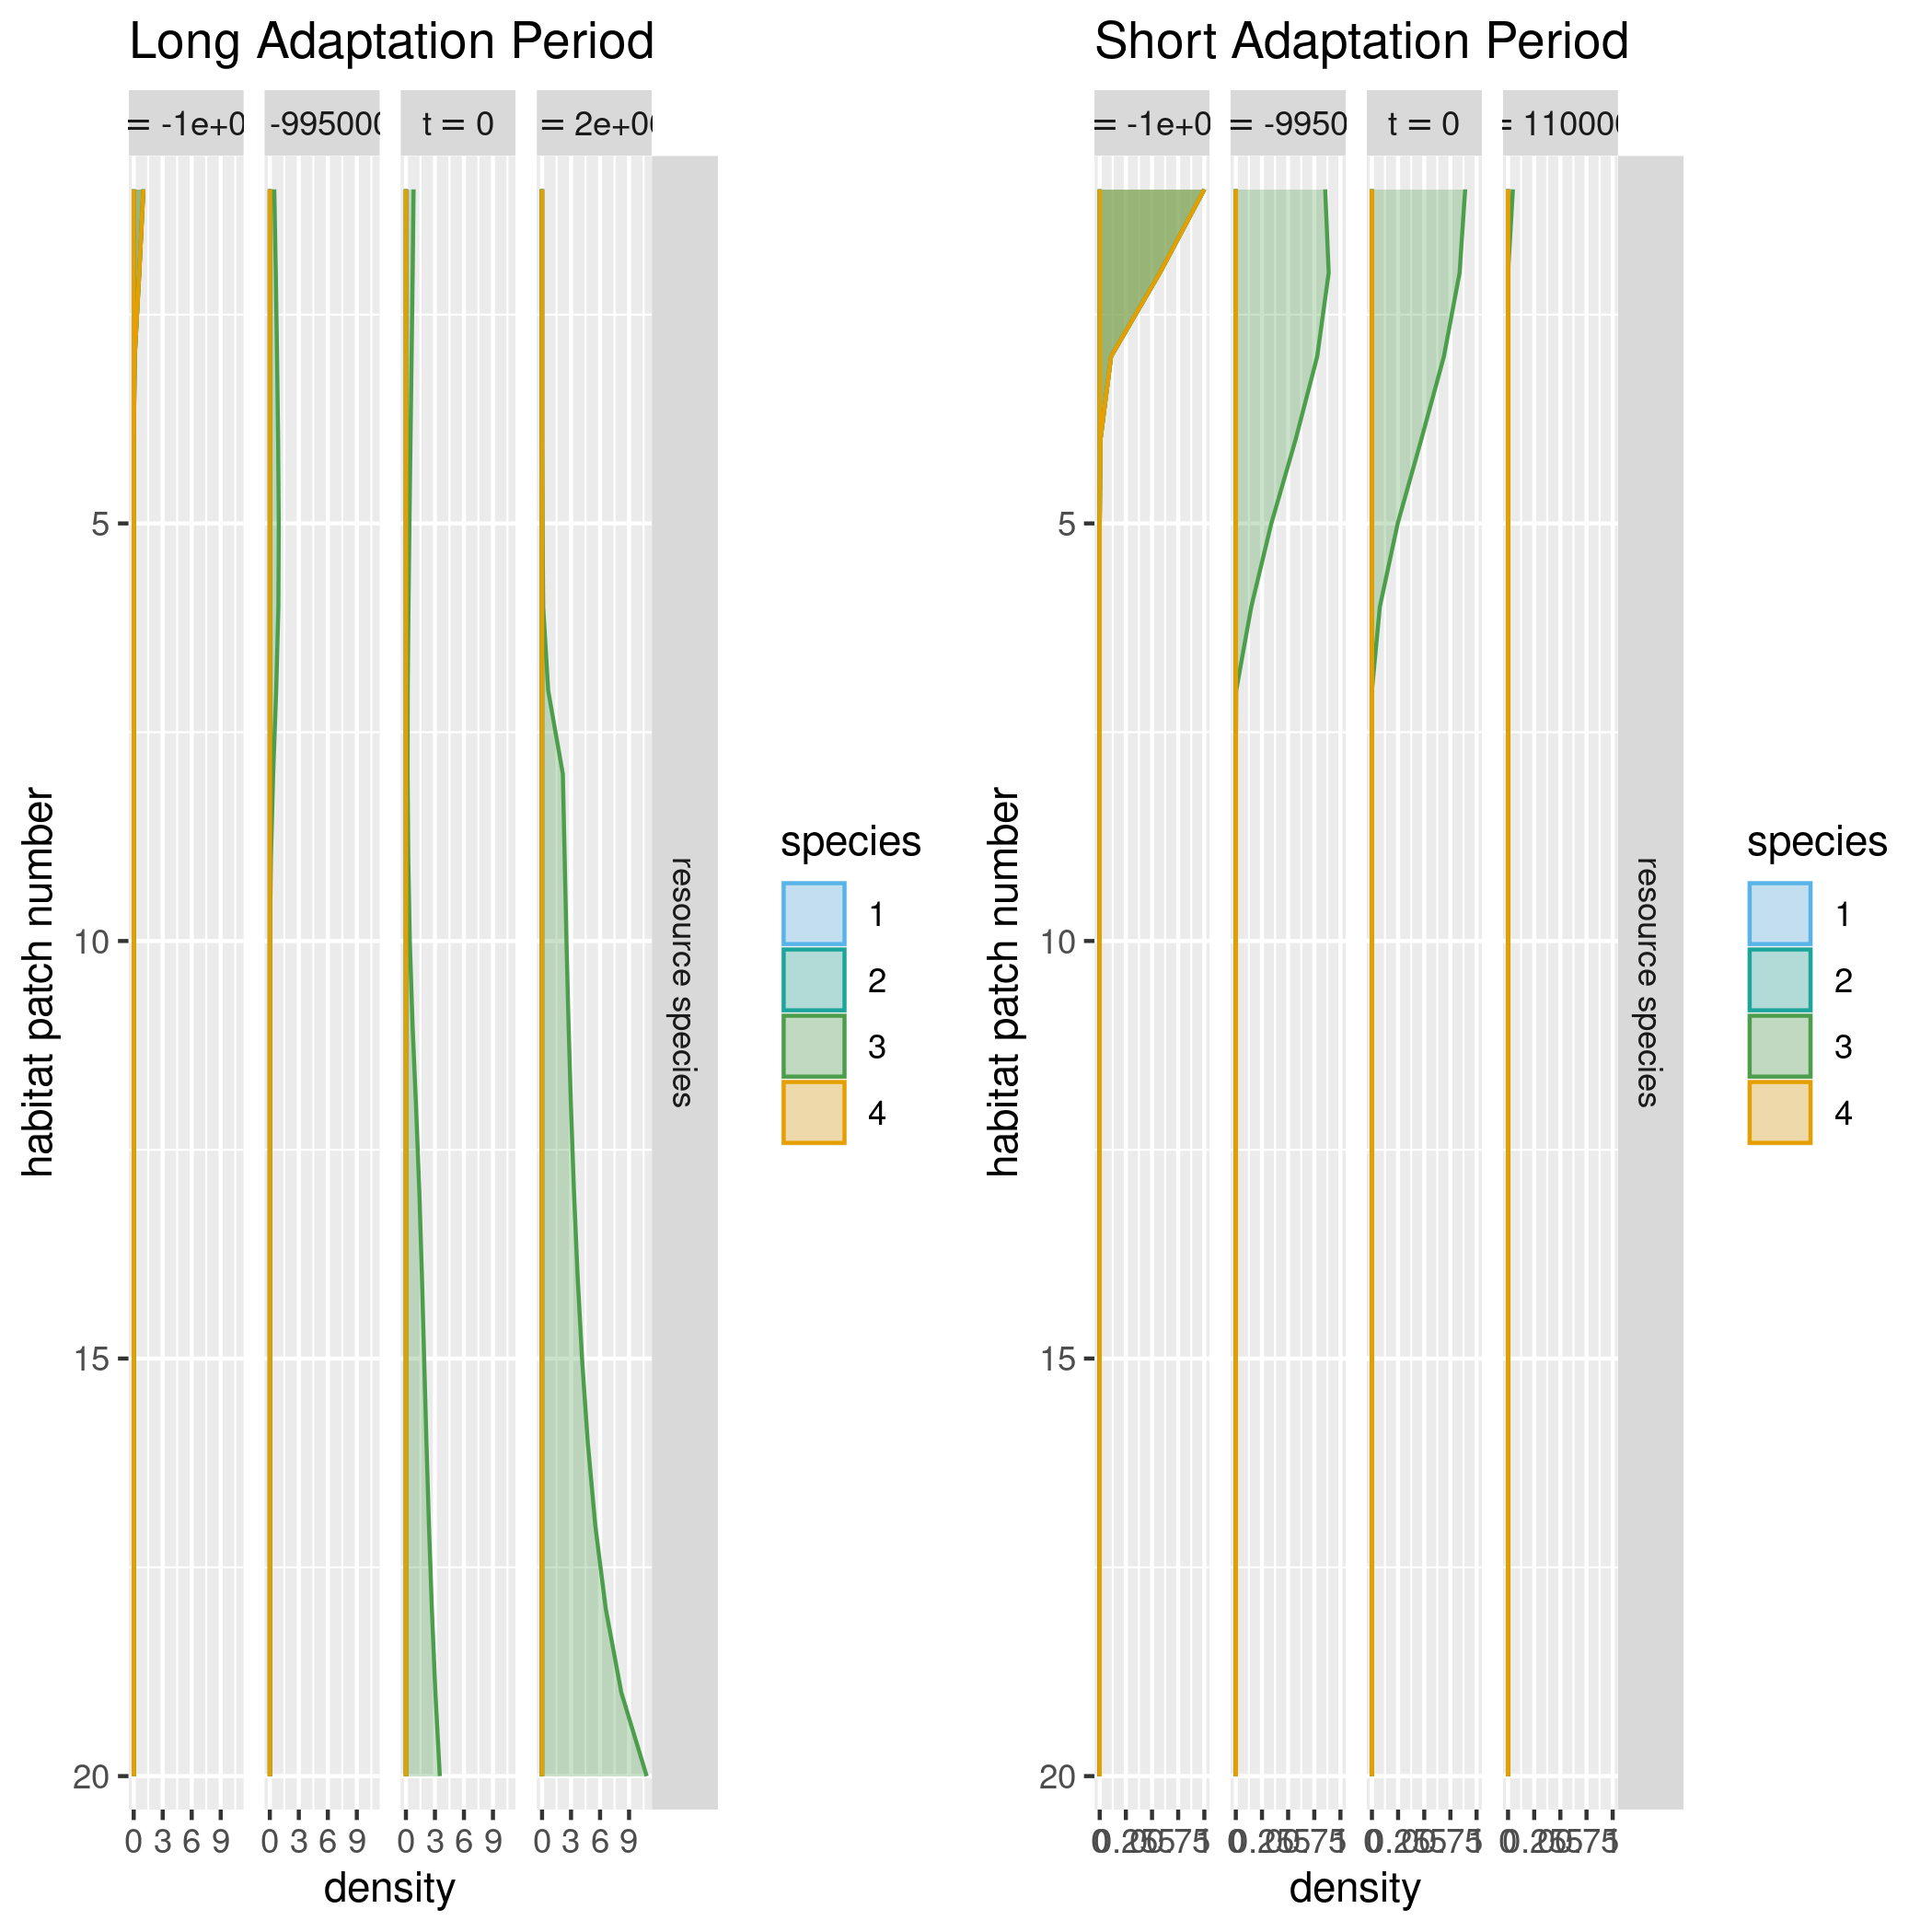 Long Adaptation Period
= -1e+0
-995000
t = 0
= 2e+00
habitat patch number
5
10
15
20
resource species
0 3 6 9
0 3 6 9
0 3 6 9
0 3 6 9
density
species
1
2
3
4
Short Adaptation Period
= -1e+0
= -9950
t = 0
= 110000
habitat patch number
5
10
15
20
resource species
density
species
1
2
3
4